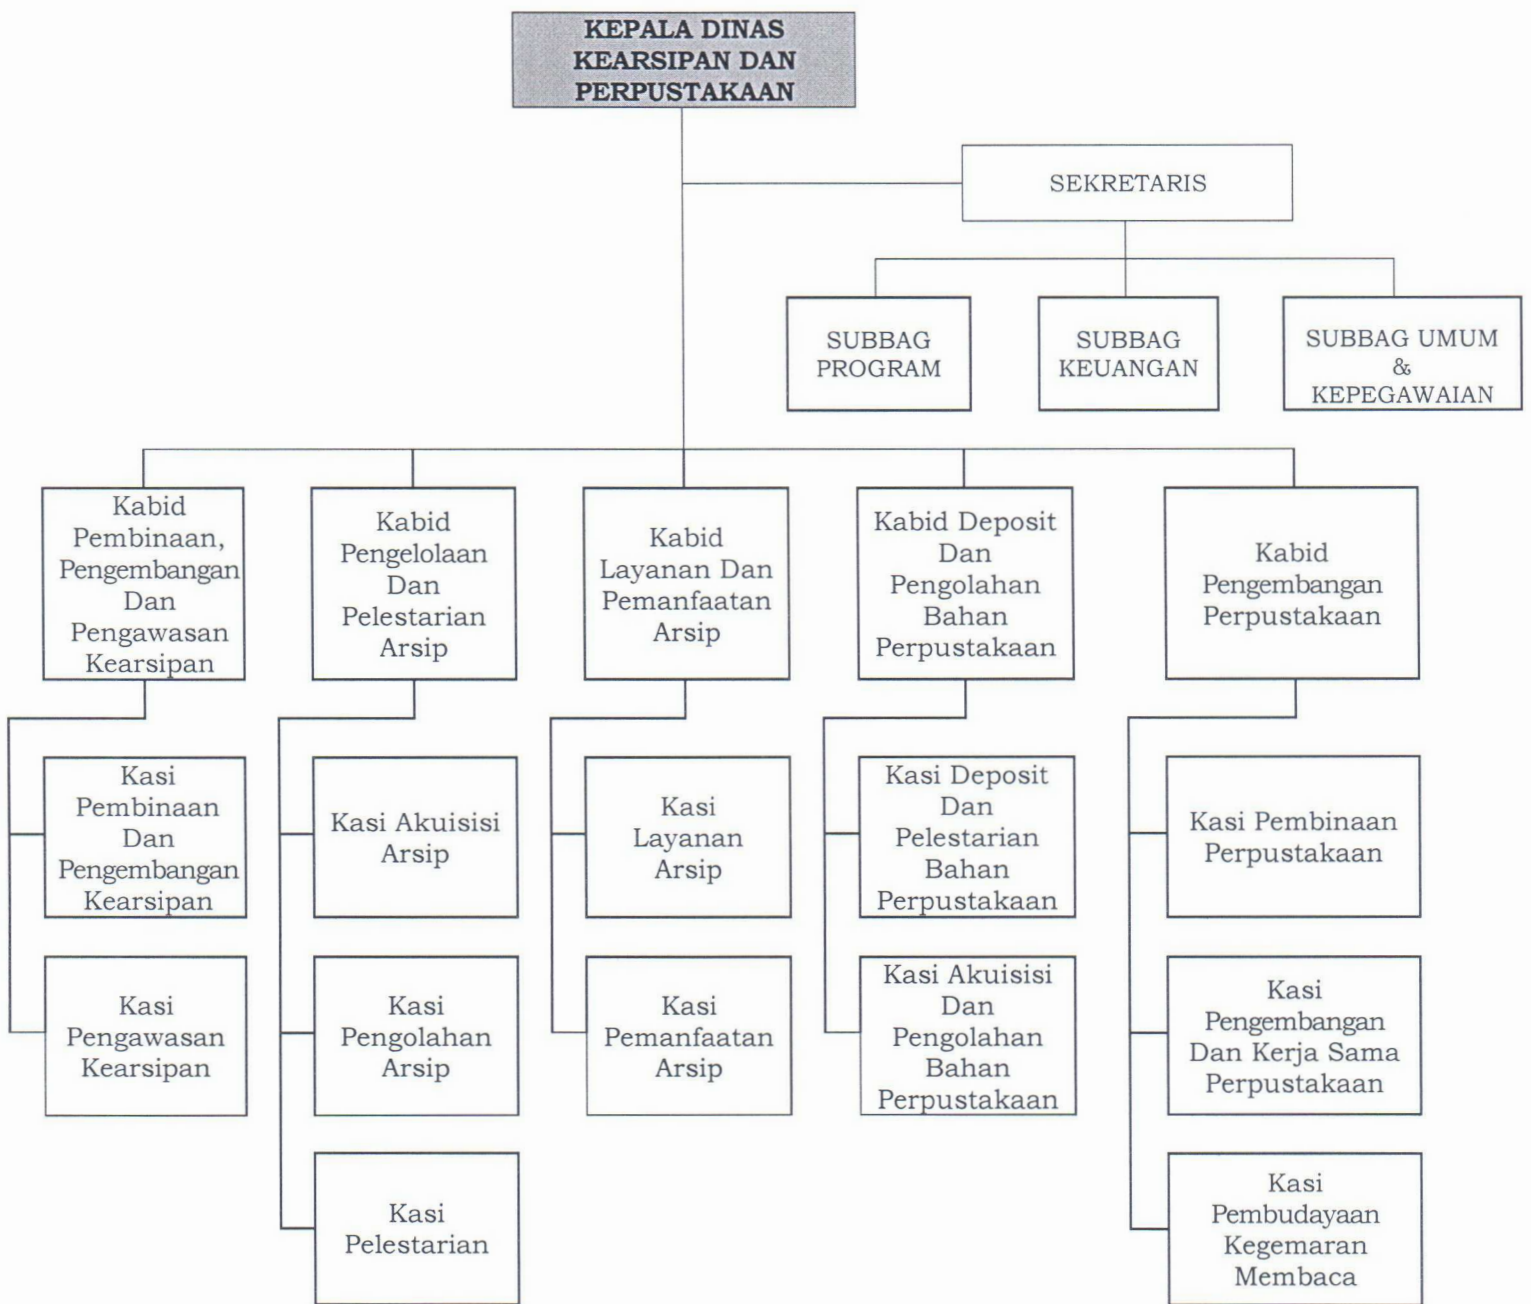 KEPALA DINAS
KEARSIPAN DAN
PERPUSTAKAAN
SEKRETARIS
SUBBAG
PROGRAM
SUBBAG
KEUANGAN
SUBBAG UMUM
&
KEPEGAWAIAN
Kabid
Pembinaan,
Pengembangan
Dan
Pengawasan
Kearsipan
Kabid
Pengelolaan
Dan
Pelestarian
Arsip
Kabid
Layanan Dan
Pemanfaatan
Arsip
Kabid Deposit
Dan
Pengolahan
Bahan
Perpustakaan
Kabid
Pengembangan
Perpustakaan
Kasi
Pembinaan
Dan
Pengembangan
Kearsipan
Kasi Akuisisi
Arsip
Kasi
Layanan
Arsip
Kasi Deposit
Dan
Pelestarian
Bahan
Perpustakaan
Kasi Pembinaan
Perpustakaan
Kasi
Pengawasan
Kearsipan
Kasi
Pengolahan
Arsip
Kasi
Pemanfaatan
Arsip
Kasi Akuisisi
Dan
Pengolahan
Bahan
Perpustakaan
Kasi
Pengembangan
Dan Kerja Sama
Perpustakaan
Kasi
Pelestarian
Kasi
Pembudayaan
Kegemaran
Membaca